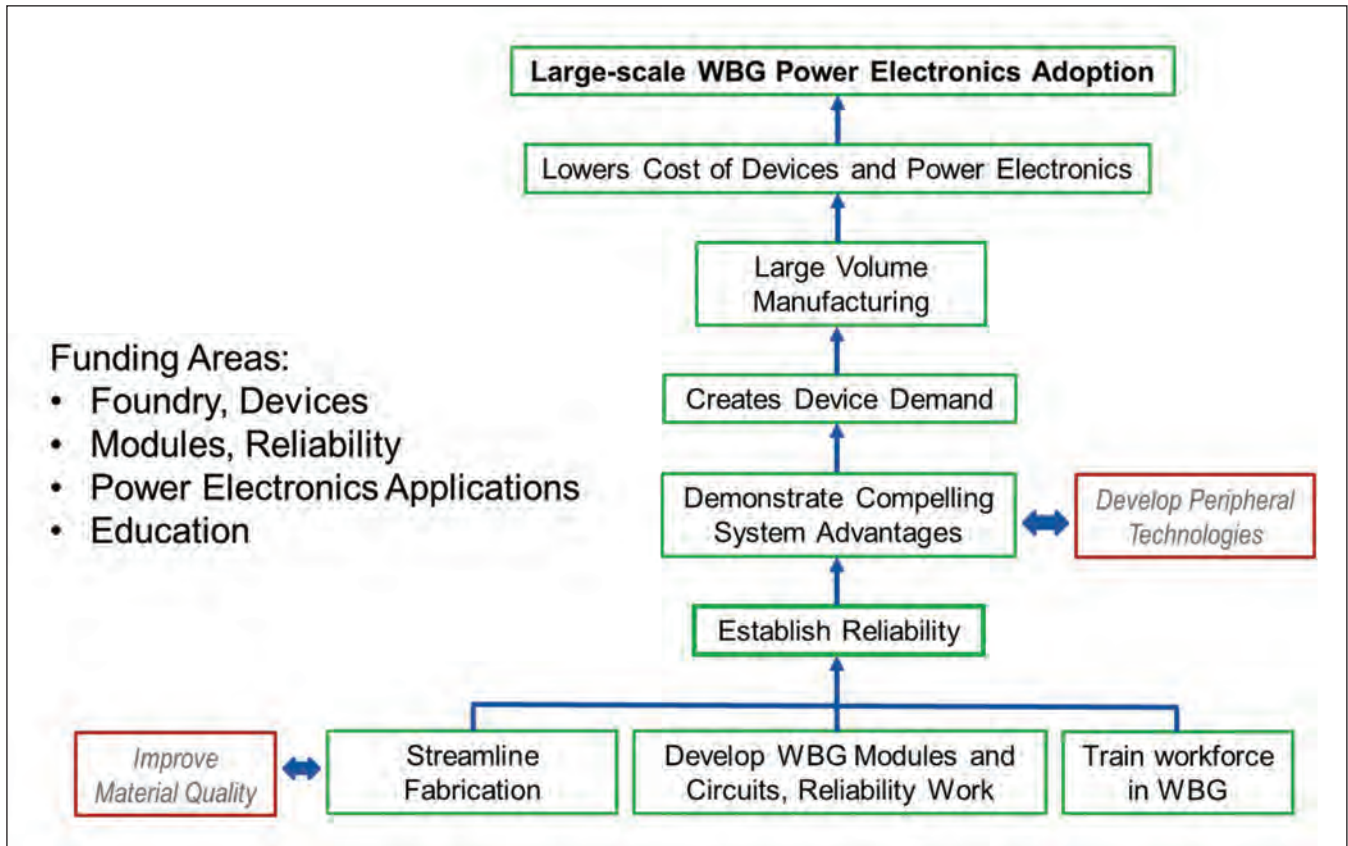 Large-scale WBG Power Electronics Adoption
Lowers Cost of Devices and Power Electronics
Large Volume
Manufacturing
Funding Areas:
• Foundry, Devices
• Modules, Reliability
• Power Electronics Applications
• Education
Creates Device Demand
Demonstrate Compelling
System Advantages
Develop Peripheral
Technologies
Establish Reliability
Improve
Material Quality
Streamline
Fabrication
Develop WBG Modules and
Circuits, Reliability Work
Train workforce
in WBG